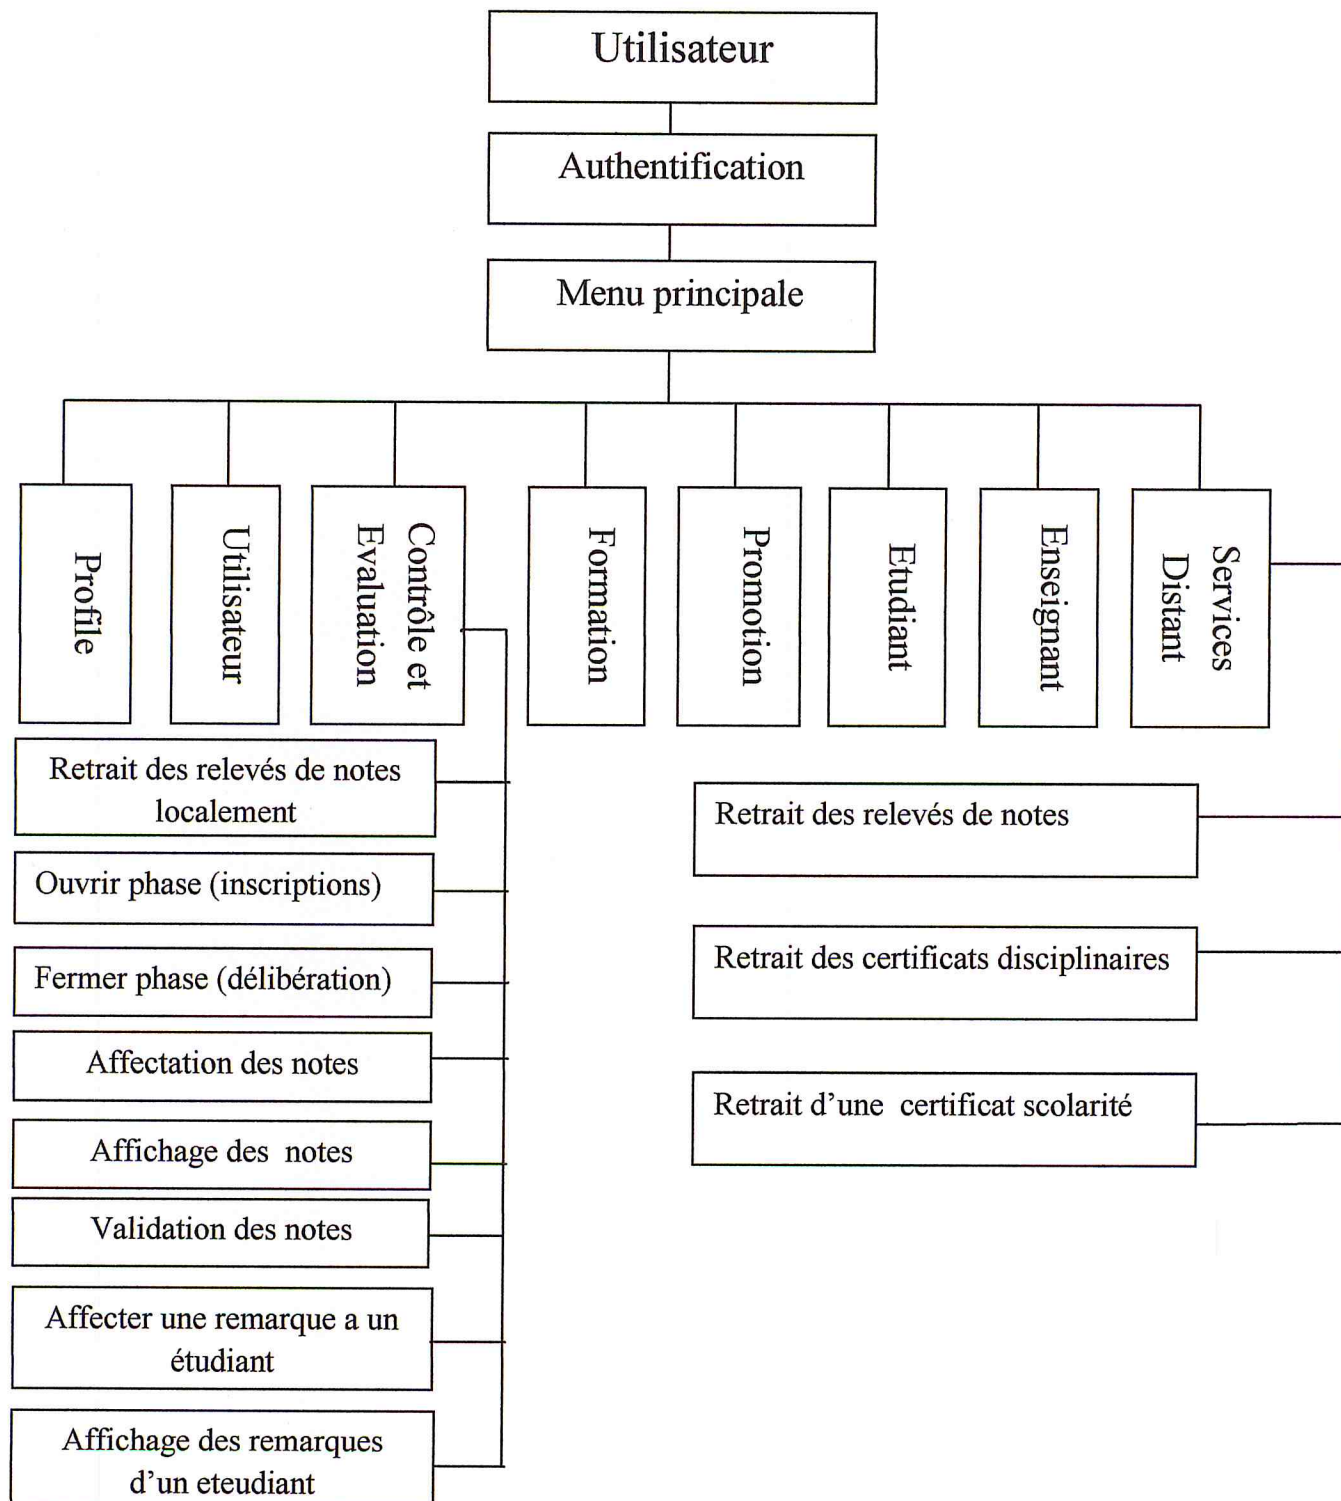 Utilisateur
Authentification
Menu principale
Profile
Utilisateur
Contrôle et
Evaluation
Formation
Promotion
Etudiant
Enseignant
Services
Distant
Retrait des relevés de notes
localement
Ouvrir phase (inscriptions)
Fermer phase (délibération)
Affectation des notes
Affichage des notes
Validation des notes
Affecter une remarque a un
étudiant
Affichage des remarques
d'un eteudiant
Retrait des relevés de notes
Retrait des certificats disciplinaires
Retrait d'une certificat scolarité